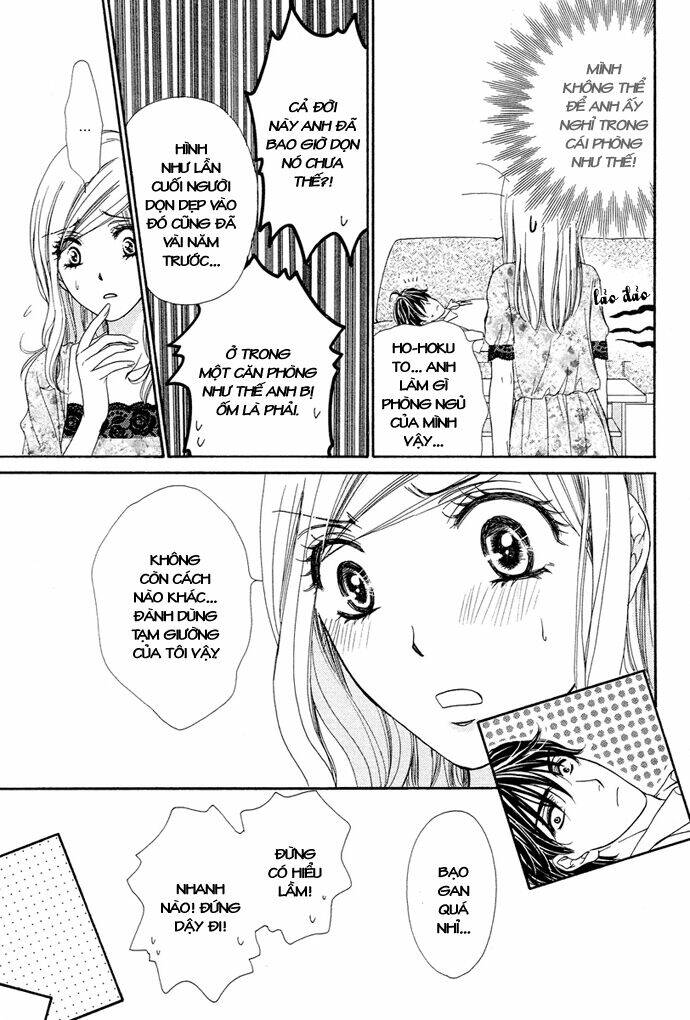 MÌNH
KHÔNG THỂ
ĐỂ ANH ẤY
NGHỈ TRONG
CÁI PHÒNG
NHƯ THẾ!
lảo đảo
HO-HOKU
TO... ANH
LÀM GÌ
PHÒNG NGỦ
CỦA MÌNH
VẬY...
CẢ ĐỜI
NÀY ANH ĐÃ
BAO GIỜ DỌN
NÓ CHƯA
THẾ?!
HÌNH
NHƯ LẦN
CUỐI NGƯỜI
DỌN DẸP VÀO
ĐÓ CŨNG ĐÃ
VÀI NĂM
TRƯỚC...
Ở TRONG
MỘT CĂN PHÒNG
NHƯ THẾ ANH BỊ
ỐM LÀ PHẢI.
...
KHÔNG
CÒN CÁCH
NÀO KHÁC...
ĐÀNH DÙNG
TẠM GIƯỜNG
CỦA TÔI VẬY.
BẠO
GAN
QUÁ
NHỈ...
ĐỪNG
CÓ HIỂU
LẦM!
NHANH
NÀO! ĐỨNG
DẬY ĐI!